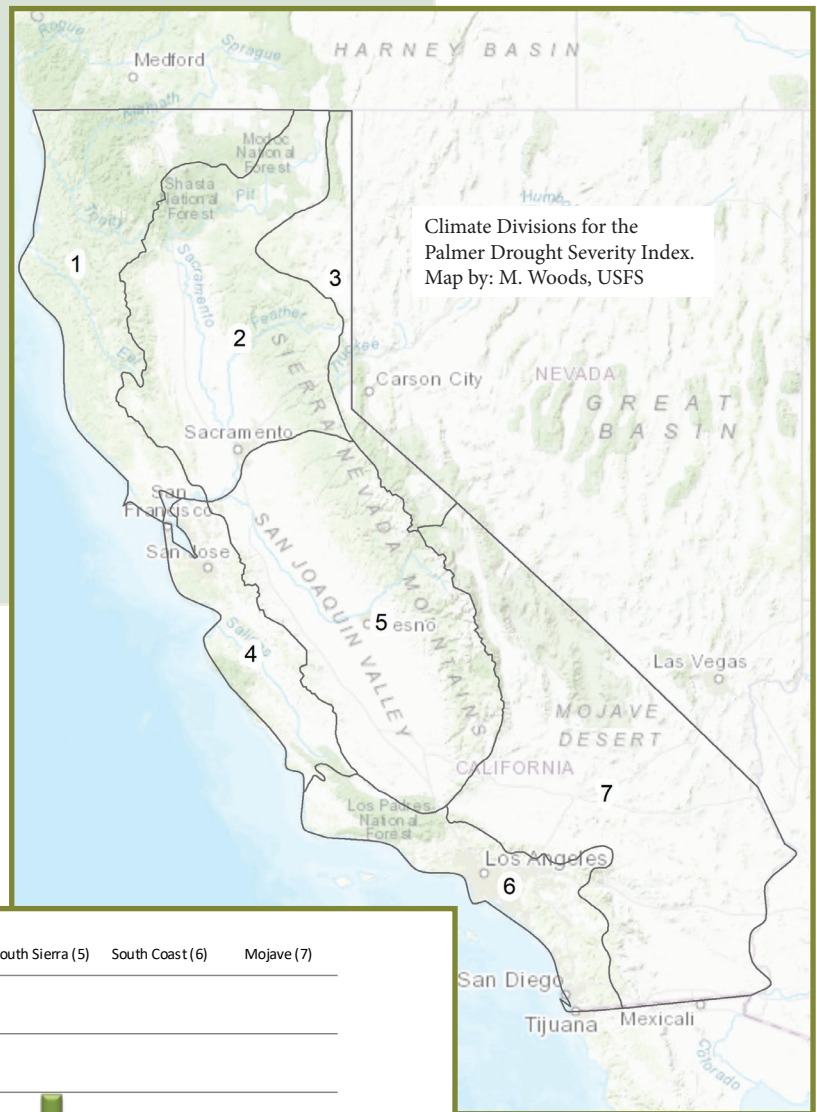 Rogue
Sprague
HARNEY BASIN
Medford
Klamath
Modoc
National
Forest
Shasta
National
Forest
Pit
Trinity
Climate Divisions for the
Palmer Drought Severity Index.
Map by: M. Woods, USFS
1
3
Sacramento
2
Feather
Truckee
Eel
SIERRA NEVADA MOUNTAINS
Carson City
NEVADA
GREAT
BASIN
Sacramento
San
Francisco
San Jose
SAN JOAQUIN VALLEY
5
esno
Salinas
4
Las Vegas
MOJAVE
DESERT
CALIFORNIA
7
Los Padres
National
Forest
Los Angeles
6
outh Sierra (5) South Coast (6) Mojave (7)
San Diego
Tijuana
Mexicali
Colorado